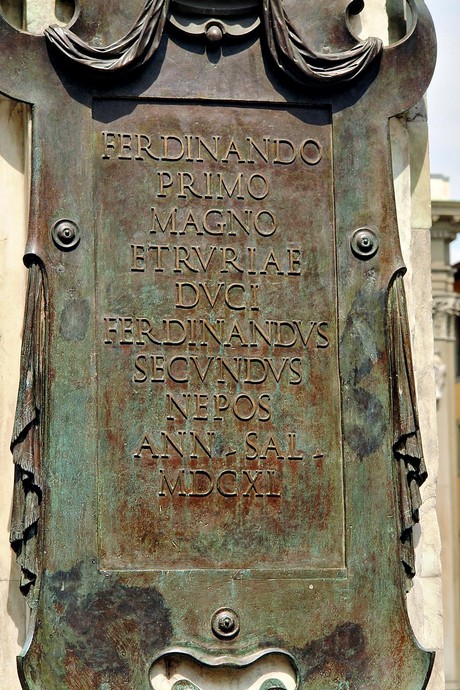 FERDINANDO
PRIMO
MAGNO
ETRVRIAE
DVCI
FERDINANDVS
SECVNDVS
NEPOS
ANN - SAL -
MDCXL